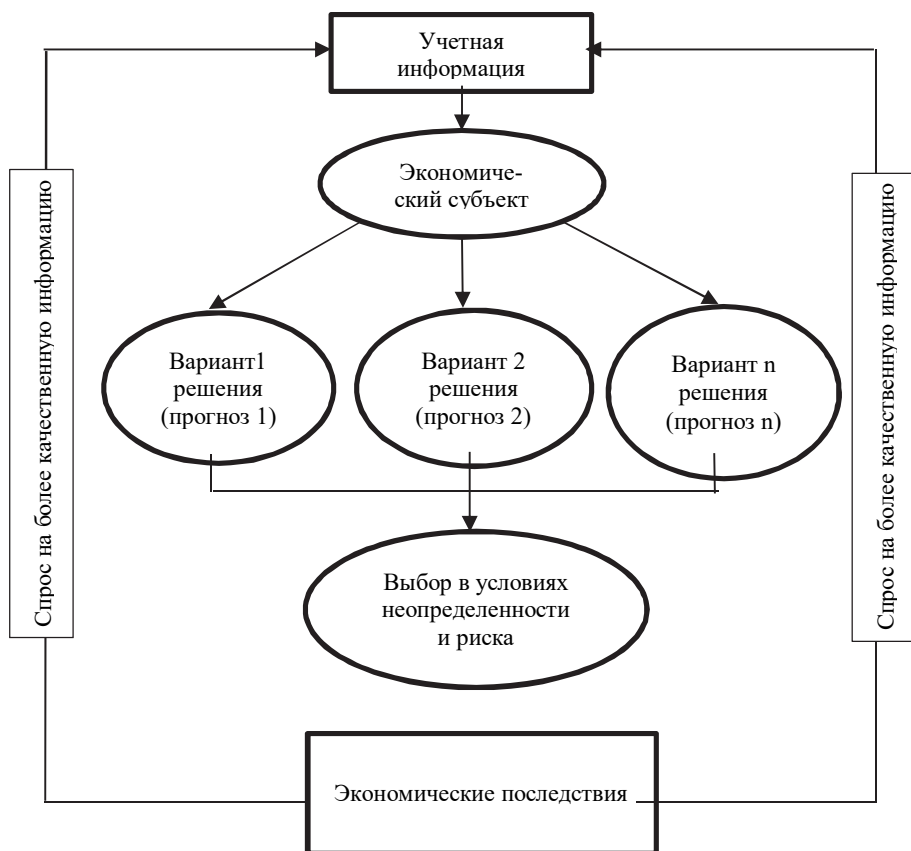 Учетная
информация
Экономиче-
ский субъект
Вариант1
решения
(прогноз 1)
Вариант 2
решения
(прогноз 2)
Вариант n
решения
(прогноз n)
Спрос на более качественную информацию
Спрос на более качественную информацию
Выбор в условиях
неопределенности
и риска
Экономические последствия